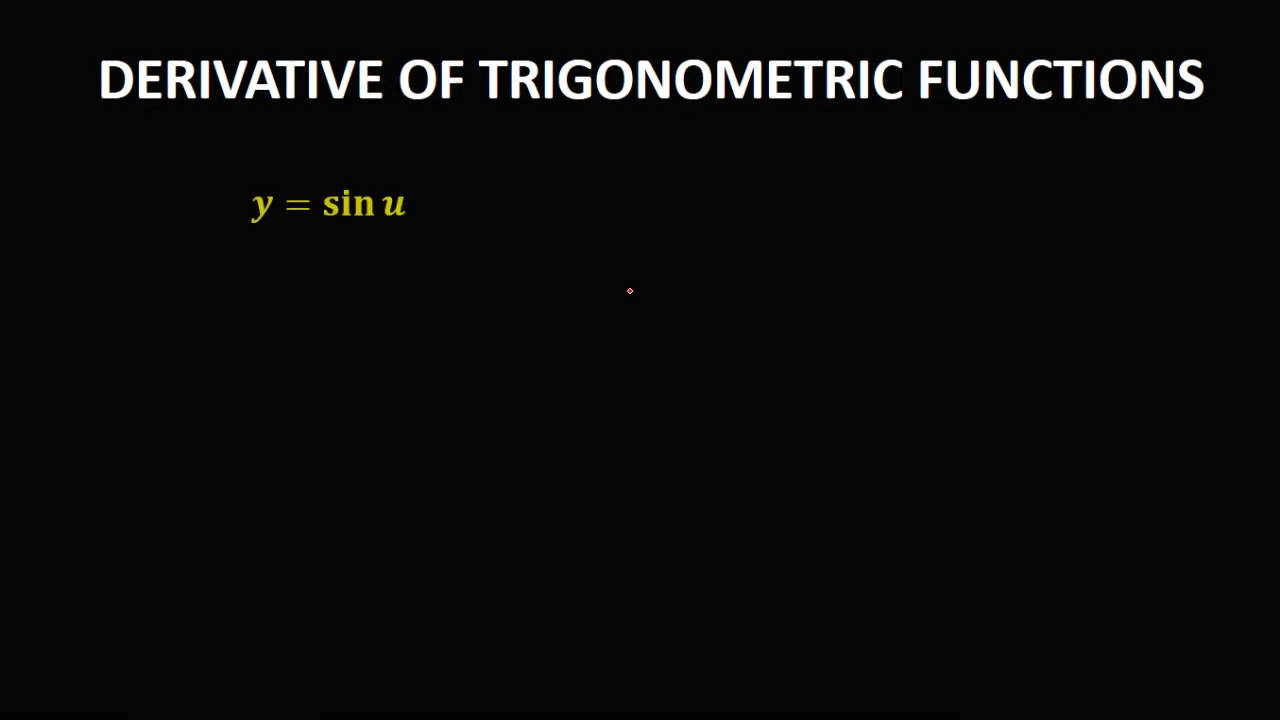 DERIVATIVE OF TRIGONOMETRIC FUNCTIONS
y = sin u